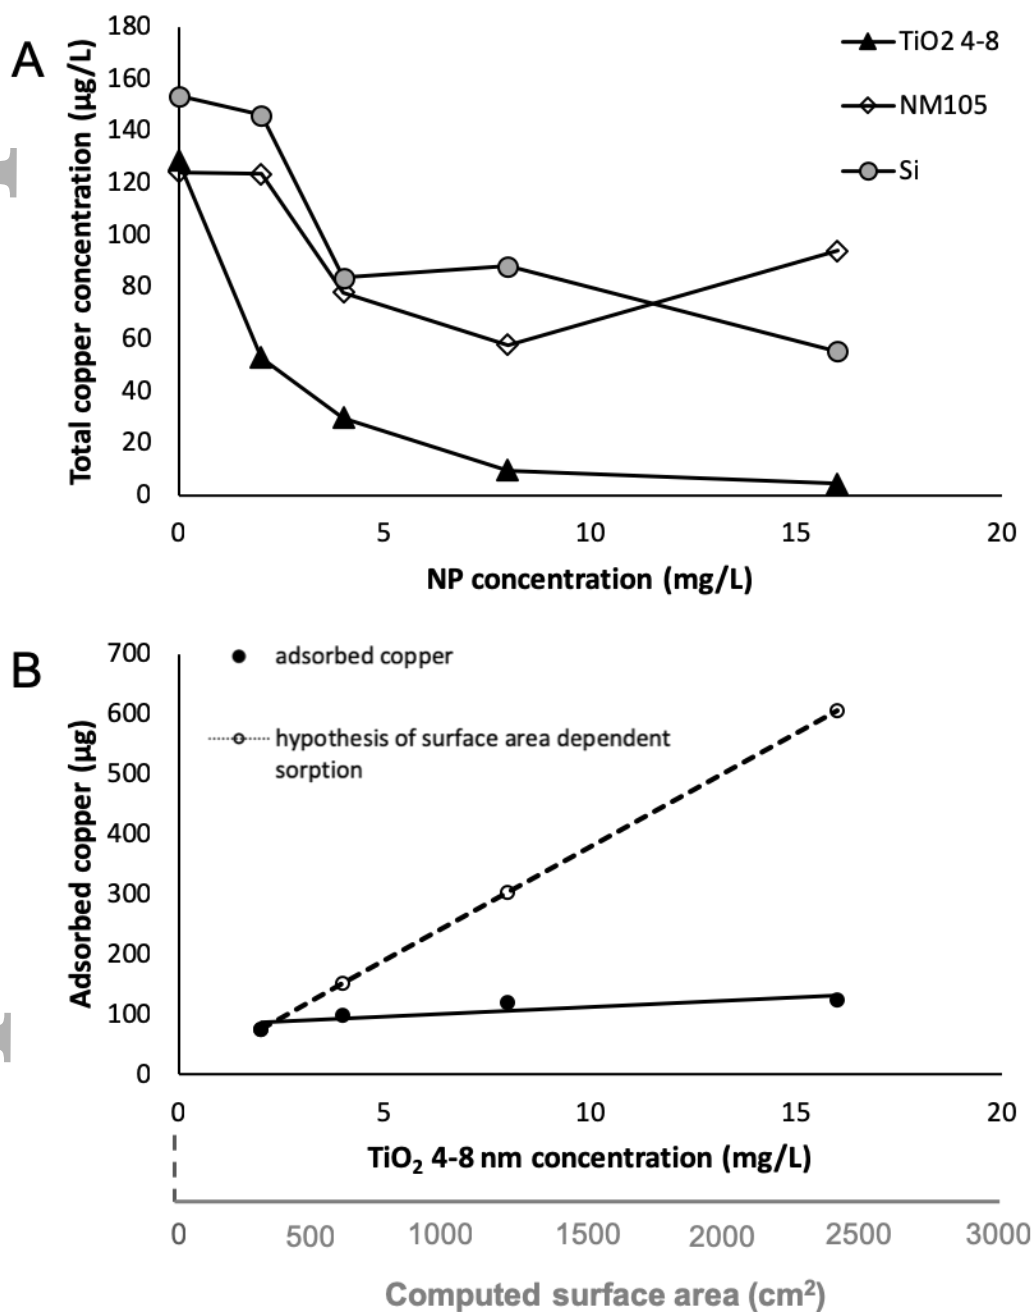 A
Total copper concentration (µg/L)
180
160
140
120
100
80
60
40
20
0
0 5 10 15 20
NP concentration (mg/L)
TiO2 4-8
NM105
Si
B
Adsorbed copper (µg)
700
600
500
400
300
200
100
0
adsorbed copper
hypothesis of surface area dependent
sorption
0 5 10 15 20
TiO₂ 4-8 nm concentration (mg/L)
0 500 1000 1500 2000 2500 3000
Computed surface area (cm²)